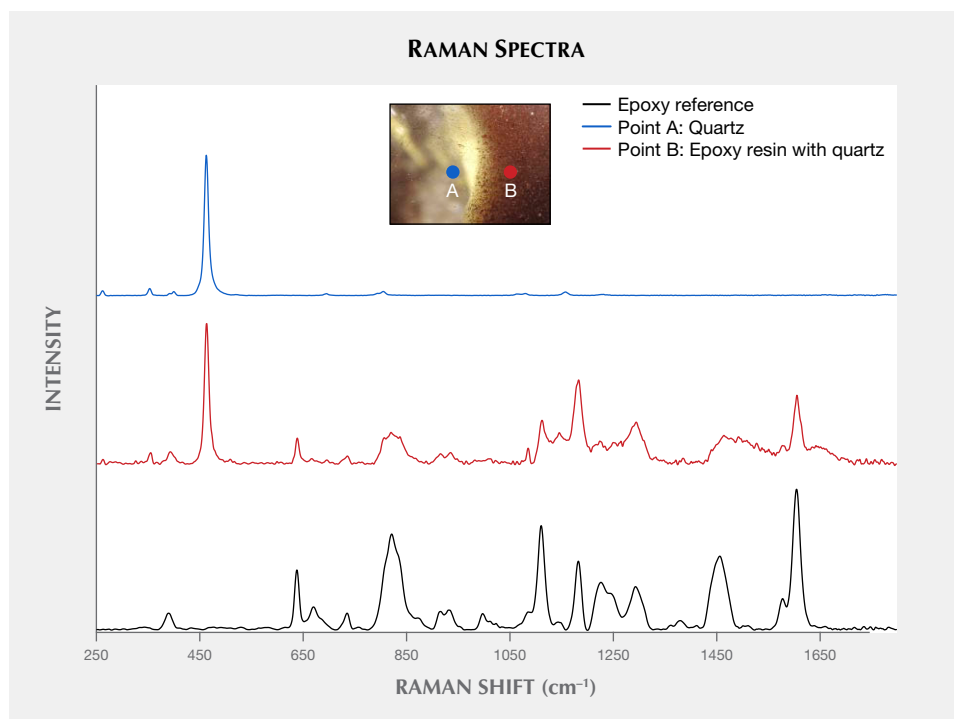 RAMAN SPECTRA
Epoxy reference
Point A: Quartz
Point B: Epoxy resin with quartz
A
B
INTENSITY
250 450 650 850 1050 1250 1450 1650
RAMAN SHIFT (cm⁻¹)